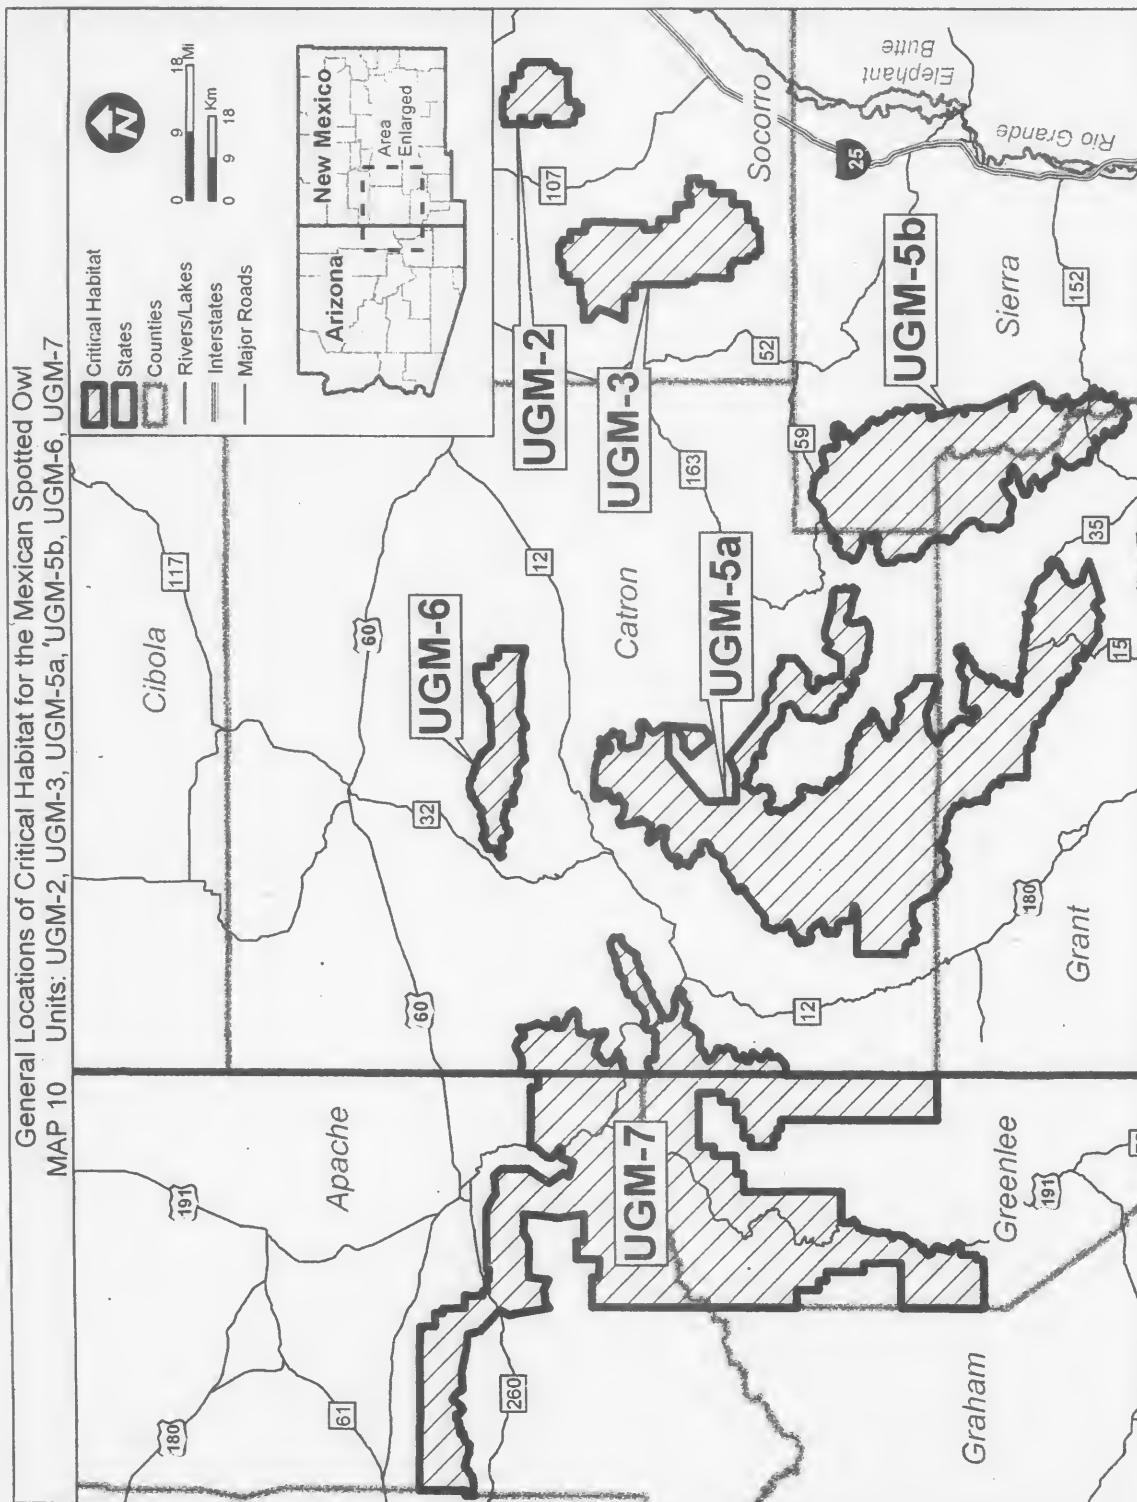 General Locations of Critical Habitat for the Mexican Spotted Owl
MAP 10 Units: UGM-2, UGM-3, UGM-5a, UGM-5b, UGM-6, UGM-7
Critical Habitat
States
Counties
Rivers/Lakes
Interstates
Major Roads
N
0 9 18 Mi
0 9 18 Km
Arizona
New Mexico
Area
Enlarged
Apache
Cibola
Catron
Socorro
Sierra
Grant
Greenlee
Graham
Elephant
Butte
Rio Grande
UGM-2
UGM-3
UGM-5a
UGM-5b
UGM-6
UGM-7
191
180
61
260
60
117
60
32
12
12
163
107
52
59
25
152
35
15
180
191